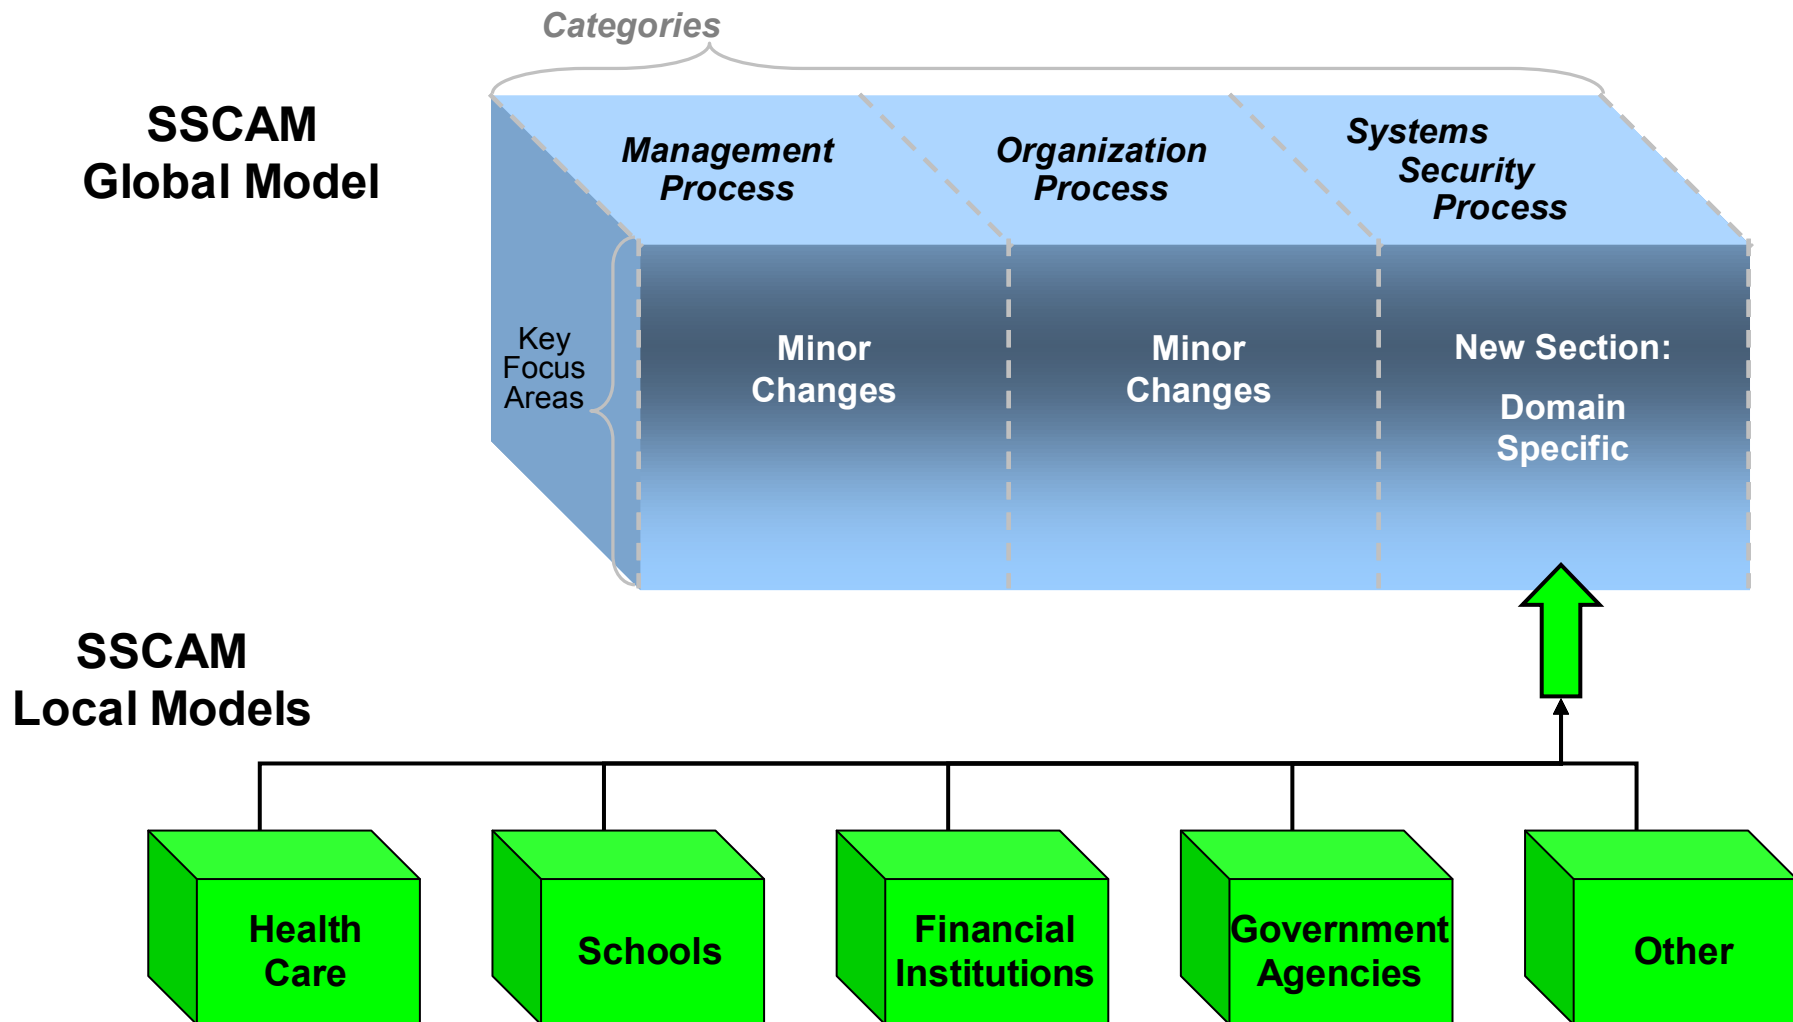 Categories
SSCAM
Global Model
Management
Process
Organization
Process
Systems
Security
Process
Key
Focus
Areas
Minor
Changes
Minor
Changes
New Section:
Domain
Specific
SSCAM
Local Models
Health
Care
Schools
Financial
Institutions
Government
Agencies
Other